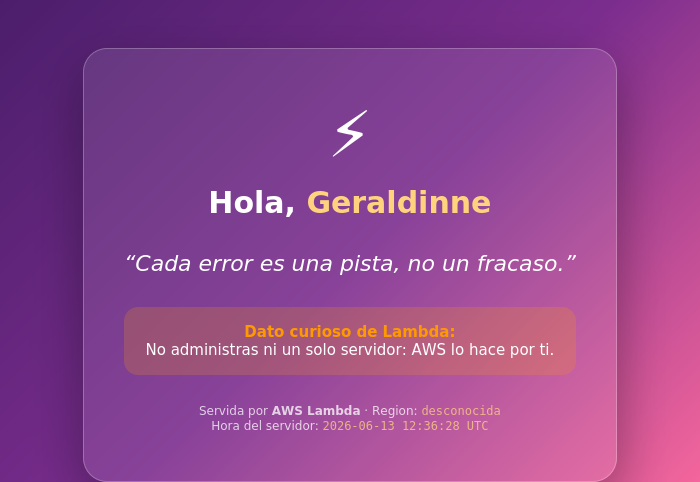 Hola, Geraldinne
“Cada error es una pista, no un fracaso.”
Dato curioso de Lambda:
No administras ni un solo servidor: AWS lo hace por ti.
Servida por AWS Lambda · Region: desconocida
Hora del servidor: 2026-06-13 12:36:28 UTC